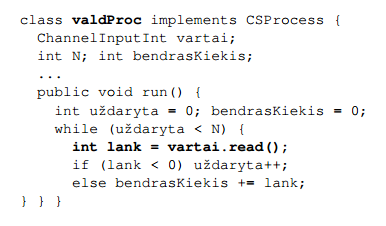 class valdProc implements CSProcess {
ChannelInputInt vartai;
int N; int bendrasKiekis;
...
public void run() {
int uždaryta = 0; bendrasKiekis = 0;
while (uždaryta < N) {
int lank = vartai.read();
if (lank < 0) uždaryta++;
else bendrasKiekis += lank;
} } }